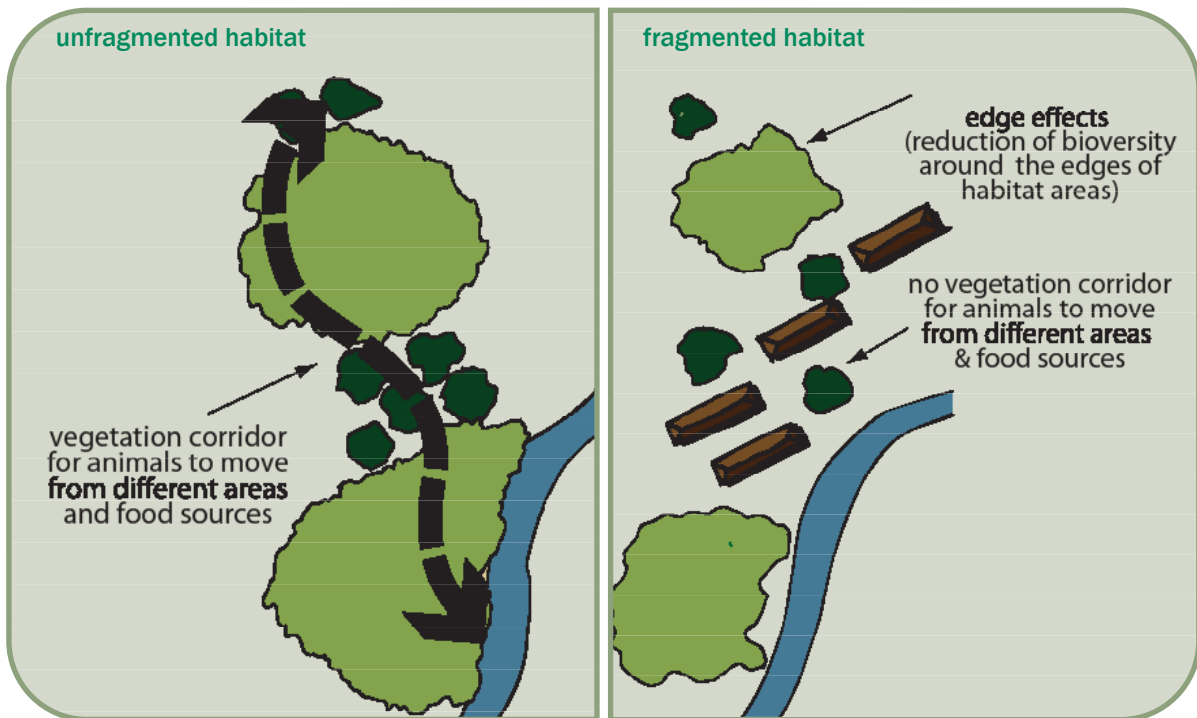 unfragmented habitat
vegetation corridor
for animals to move
from different areas
and food sources
fragmented habitat
edge effects
(reduction of bioversity
around the edges of
habitat areas)
no vegetation corridor
for animals to move
from different areas
& food sources